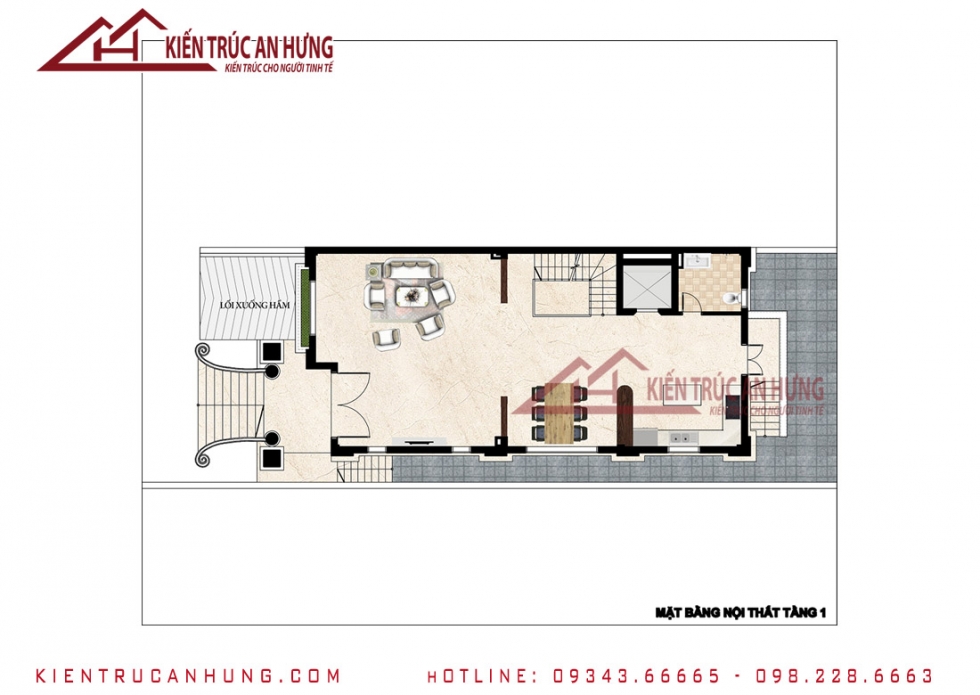 KIẾN TRÚC AN HƯNG
KIẾN TRÚC CHO NGƯỜI TINH TẾ
LỐI XUỐNG HẦM
KIẾN TRÚC AN HƯNG
KIẾN TRÚC CHO NGƯỜI TINH TẾ
MẶT BẰNG NỘI THẤT TẦNG 1
KIENTRUCANHUNG.COM
HOTLINE: 09343.66665 - 098.228.6663